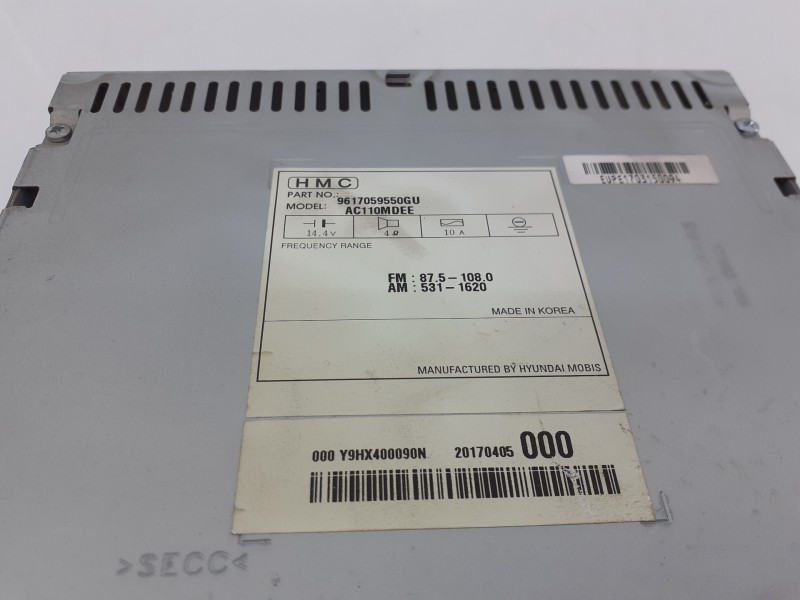 HMC
PART NO.: 9617059550GU
MODEL: AC110MDEE
14.4V 4Ω 10 A
FREQUENCY RANGE
FM : 87.5-108.0
AM : 531-1620
MADE IN KOREA
MANUFACTURED BY HYUNDAI MOBIS
000 Y9HX400090N 20170405 000
>SECC<